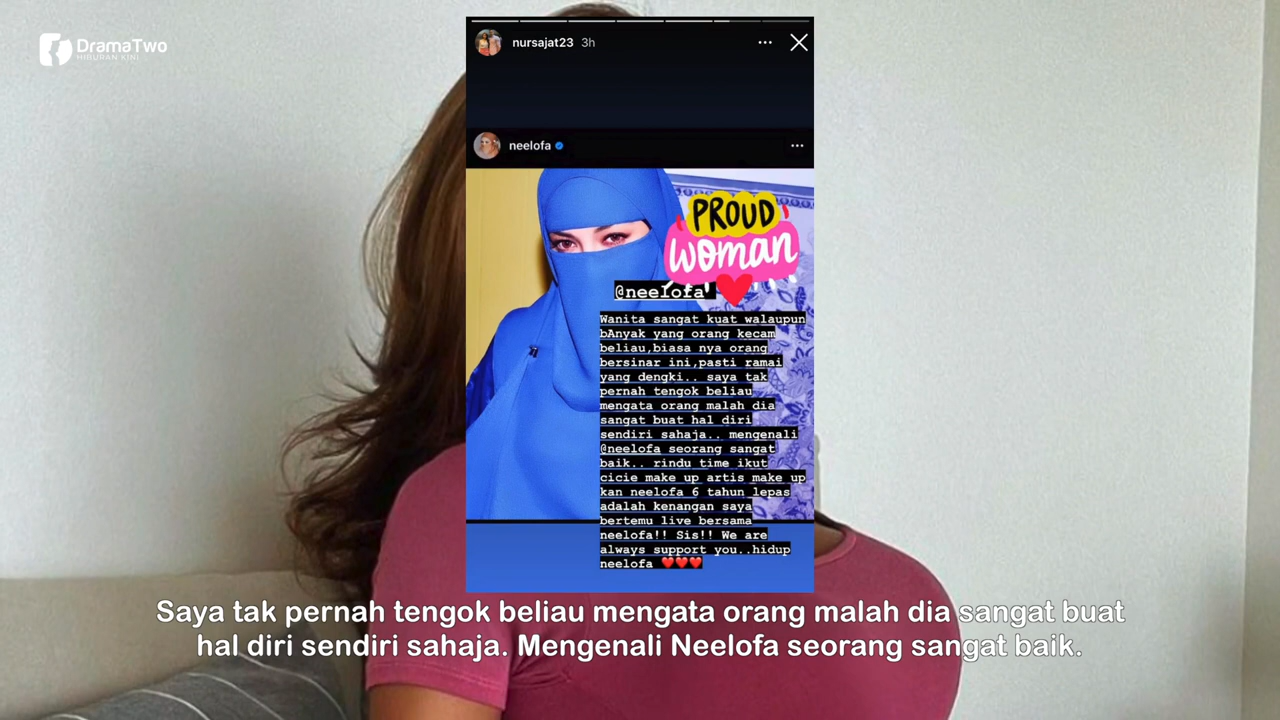 DramaTwo
HIBURAN KINI
nursajat23 3h
neelofa
PROUD
woman
@neelofa
Wanita sangat kuat walaupun
bAnyak yang orang kecam
beliau,biasa nya orang
bersinar ini,pasti ramai
yang dengki.. saya tak
pernah tengok beliau
mengata orang malah dia
sangat buat hal diri
sendiri sahaja.. mengenali
@neelofa seorang sangat
baik.. rindu time ikut
cicie make up artis make up
kan neelofa 6 tahun lepas
adalah kenangan saya
bertemu live bersama
neelofa!! Sis!! We are
always support you..hidup
neelofa ❤️❤️❤️
Saya tak pernah tengok beliau mengata orang malah dia sangat buat
hal diri sendiri sahaja. Mengenali Neelofa seorang sangat baik.